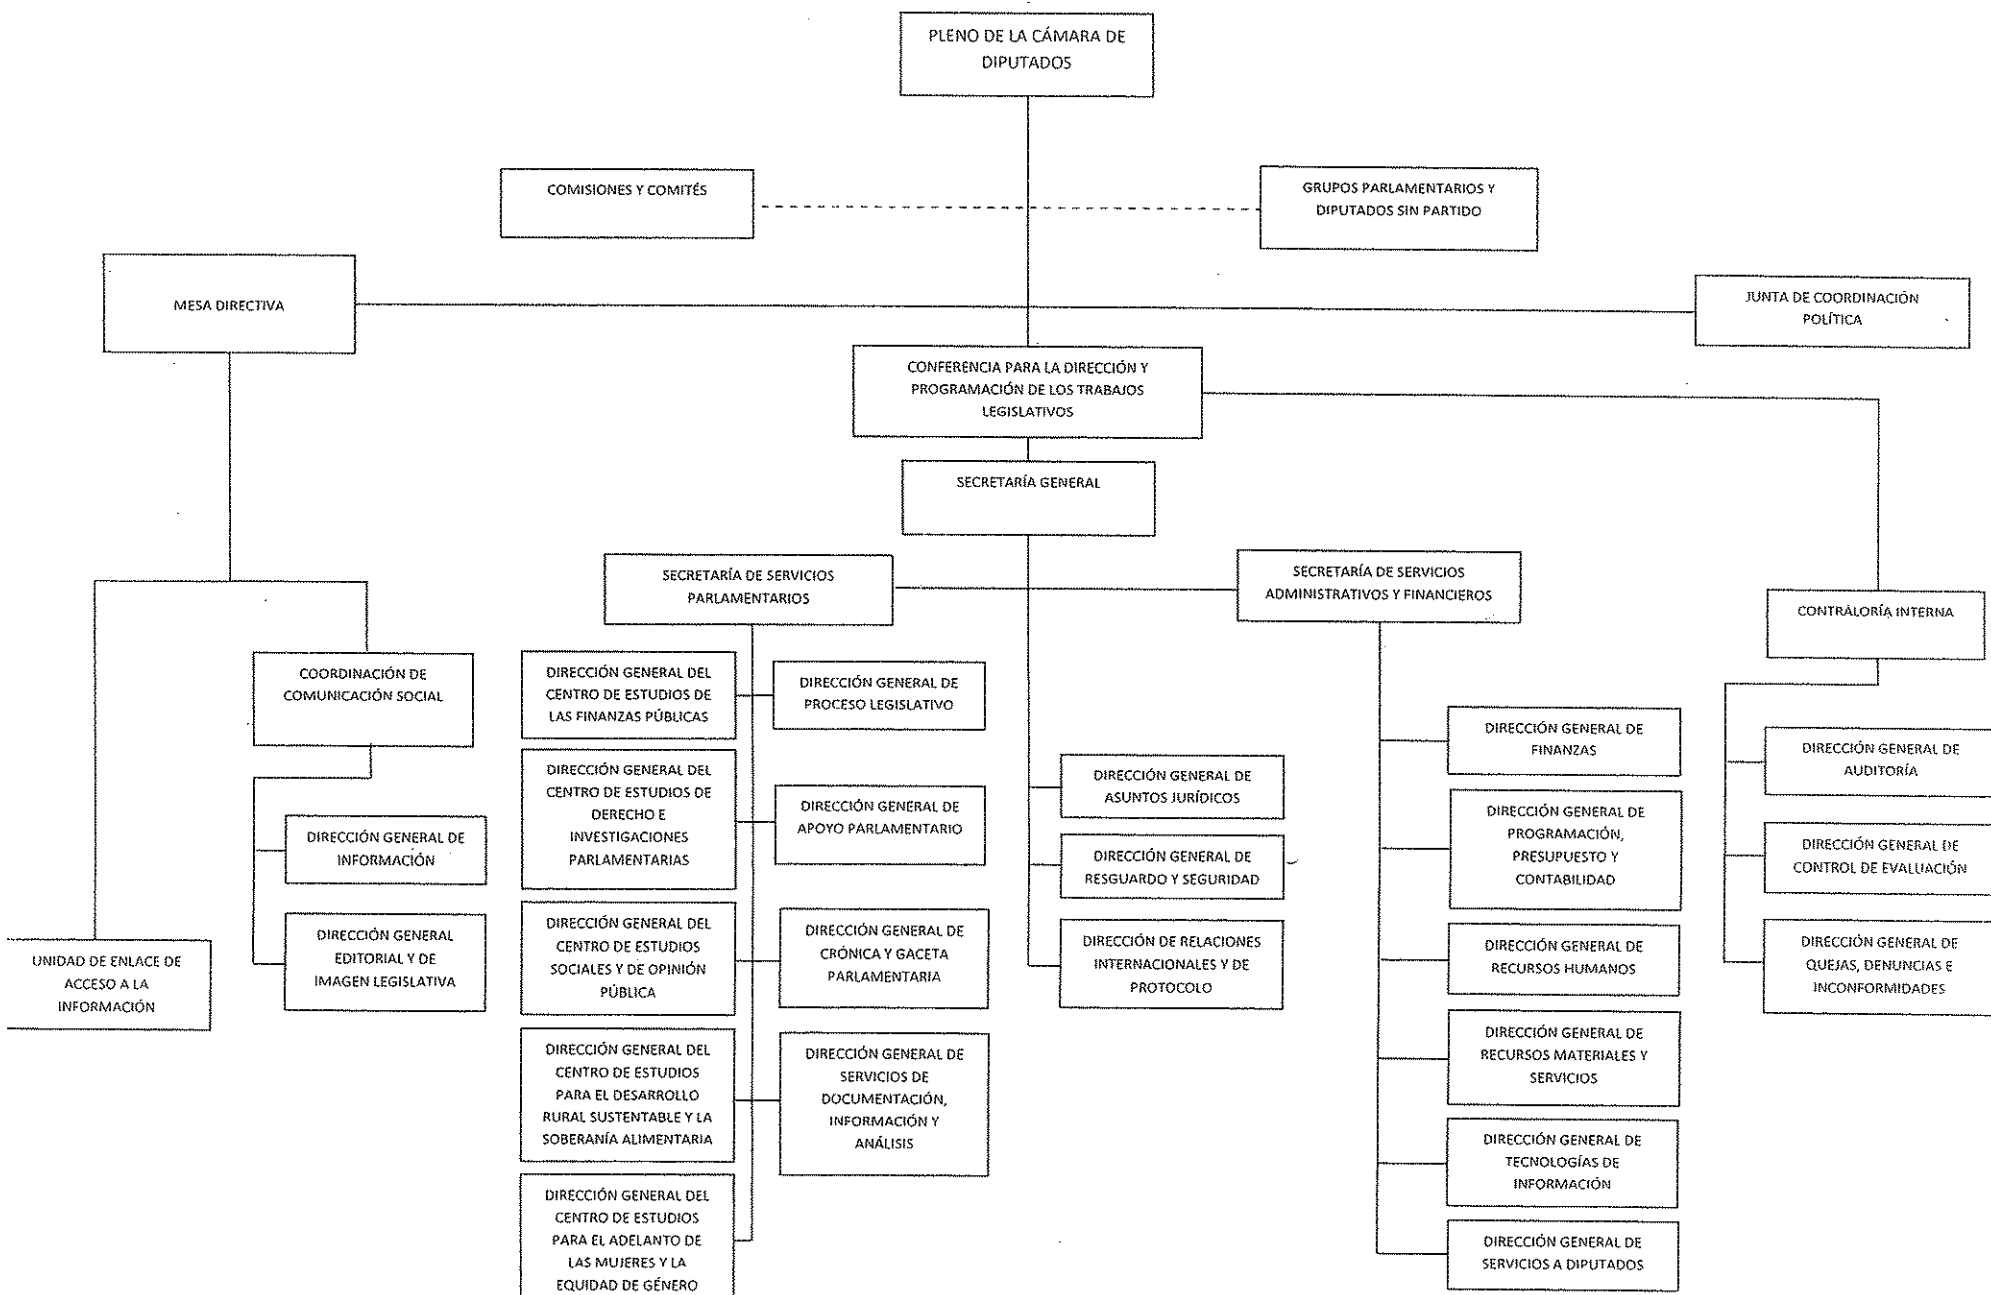 PLENO DE LA CÁMARA DE
DIPUTADOS
COMISIONES Y COMITÉS
GRUPOS PARLAMENTARIOS Y
DIPUTADOS SIN PARTIDO
MESA DIRECTIVA
JUNTA DE COORDINACIÓN
POLÍTICA
CONFERENCIA PARA LA DIRECCIÓN Y
PROGRAMACIÓN DE LOS TRABAJOS
LEGISLATIVOS
SECRETARÍA GENERAL
SECRETARÍA DE SERVICIOS
PARLAMENTARIOS
SECRETARÍA DE SERVICIOS
ADMINISTRATIVOS Y FINANCIEROS
CONTRALORÍA INTERNA
COORDINACIÓN DE
COMUNICACIÓN SOCIAL
DIRECCIÓN GENERAL DE
INFORMACIÓN
DIRECCIÓN GENERAL
EDITORIAL Y DE
IMAGEN LEGISLATIVA
UNIDAD DE ENLACE DE
ACCESO A LA
INFORMACIÓN
DIRECCIÓN GENERAL DEL
CENTRO DE ESTUDIOS DE
LAS FINANZAS PÚBLICAS
DIRECCIÓN GENERAL DE
PROCESO LEGISLATIVO
DIRECCIÓN GENERAL DEL
CENTRO DE ESTUDIOS DE
DERECHO E
INVESTIGACIONES
PARLAMENTARIAS
DIRECCIÓN GENERAL DE
APOYO PARLAMENTARIO
DIRECCIÓN GENERAL DEL
CENTRO DE ESTUDIOS
SOCIALES Y DE OPINIÓN
PÚBLICA
DIRECCIÓN GENERAL DE
CRÓNICA Y GACETA
PARLAMENTARIA
DIRECCIÓN GENERAL DEL
CENTRO DE ESTUDIOS
PARA EL DESARROLLO
RURAL SUSTENTABLE Y LA
SOBERANÍA ALIMENTARIA
DIRECCIÓN GENERAL DE
SERVICIOS DE
DOCUMENTACIÓN,
INFORMACIÓN Y
ANÁLISIS
DIRECCIÓN GENERAL DEL
CENTRO DE ESTUDIOS
PARA EL ADELANTO DE
LAS MUJERES Y LA
EQUIDAD DE GÉNERO
DIRECCIÓN GENERAL DE
ASUNTOS JURÍDICOS
DIRECCIÓN GENERAL DE
RESGUARDO Y SEGURIDAD
DIRECCIÓN DE RELACIONES
INTERNACIONALES Y DE
PROTOCOLO
DIRECCIÓN GENERAL DE
FINANZAS
DIRECCIÓN GENERAL DE
PROGRAMACIÓN,
PRESUPUESTO Y
CONTABILIDAD
DIRECCIÓN GENERAL DE
RECURSOS HUMANOS
DIRECCIÓN GENERAL DE
RECURSOS MATERIALES Y
SERVICIOS
DIRECCIÓN GENERAL DE
TECNOLOGÍAS DE
INFORMACIÓN
DIRECCIÓN GENERAL DE
SERVICIOS A DIPUTADOS
DIRECCIÓN GENERAL DE
AUDITORÍA
DIRECCIÓN GENERAL DE
CONTROL DE EVALUACIÓN
DIRECCIÓN GENERAL DE
QUEJAS, DENUNCIAS E
INCONFORMIDADES